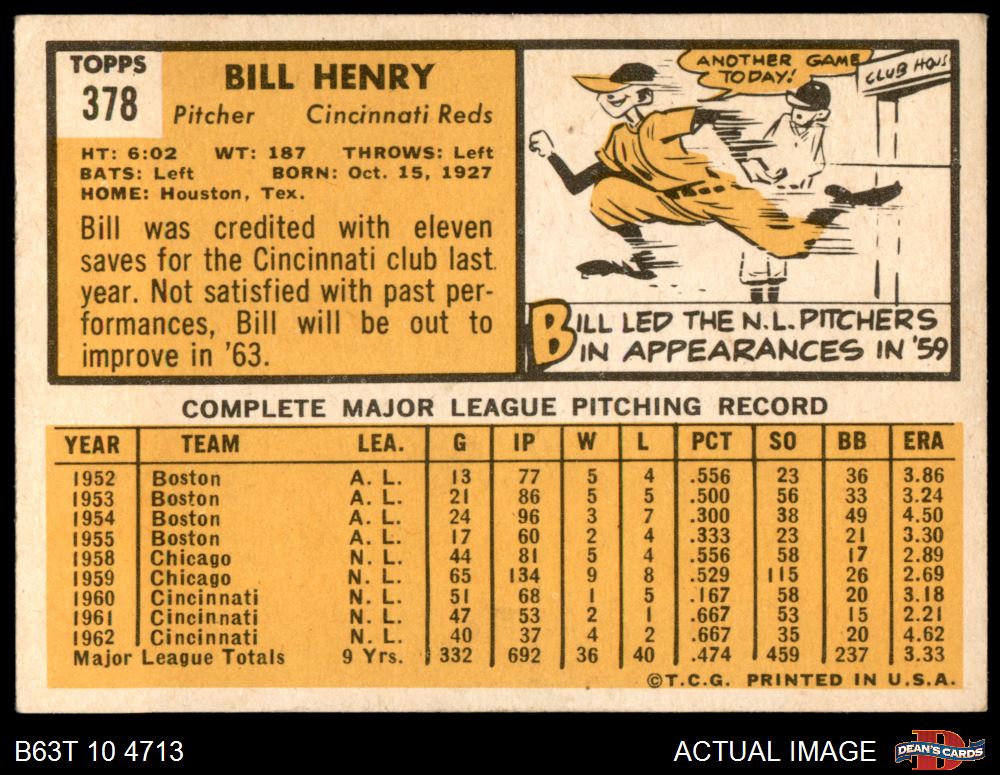 TOPPS
378
BILL HENRY
Pitcher Cincinnati Reds
HT: 6:02 WT: 187 THROWS: Left
BATS: Left BORN: Oct. 15, 1927
HOME: Houston, Tex.
Bill was credited with eleven
saves for the Cincinnati club last
year. Not satisfied with past per-
formances, Bill will be out to
improve in '63.
ANOTHER GAME
TODAY!
CLUB HOUS
BILL LED THE N.L. PITCHERS
IN APPEARANCES IN '59
COMPLETE MAJOR LEAGUE PITCHING RECORD
YEAR TEAM LEA. G IP W L PCT SO BB ERA
1952 Boston A. L. 13 77 5 4 .556 23 36 3.86
1953 Boston A. L. 21 86 5 5 .500 56 33 3.24
1954 Boston A. L. 24 96 3 7 .300 38 49 4.50
1955 Boston A. L. 17 60 2 4 .333 23 21 3.30
1958 Chicago N. L. 44 81 5 4 .556 58 17 2.89
1959 Chicago N. L. 65 134 9 8 .529 115 26 2.69
1960 Cincinnati N. L. 51 68 1 5 .167 58 20 3.18
1961 Cincinnati N. L. 47 53 2 1 .667 53 15 2.21
1962 Cincinnati N. L. 40 37 4 2 .667 35 20 4.62
Major League Totals 9 Yrs. 332 692 36 40 .474 459 237 3.33
©T.C.G. PRINTED IN U.S.A.
B63T 10 4713
ACTUAL IMAGE
DEAN'S CARDS